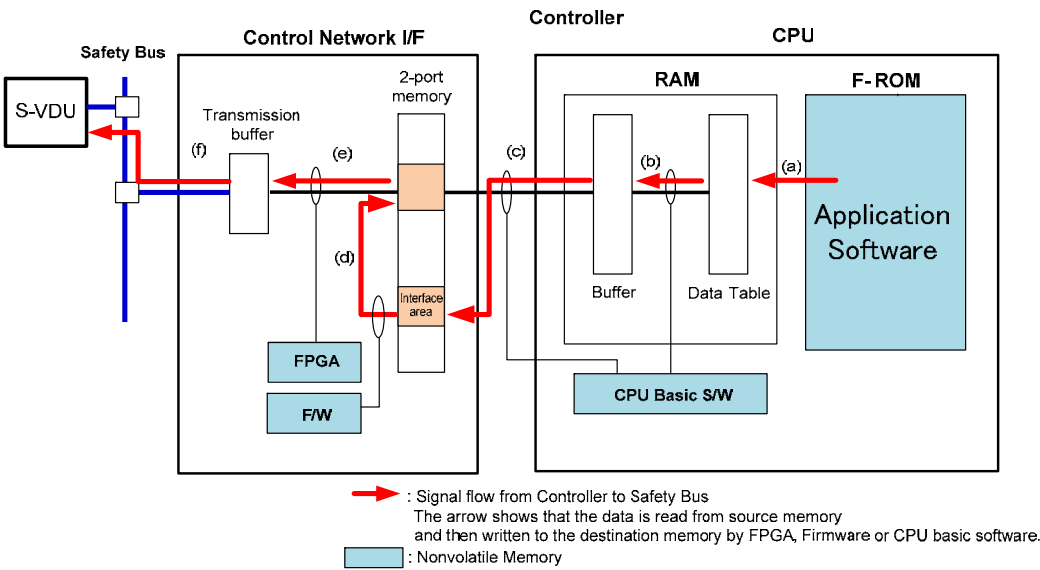 Controller
Control Network I/F
CPU
Safety Bus
2-port
memory
RAM
F-ROM
S-VDU
Transmission
buffer
(f)
(e)
(c)
(b)
(a)
Application
Software
(d)
Interface
area
Buffer
Data Table
FPGA
F/W
CPU Basic S/W
: Signal flow from Controller to Safety Bus
The arrow shows that the data is read from source memory
and then written to the destination memory by FPGA, Firmware or CPU basic software.
: Nonvolatile Memory